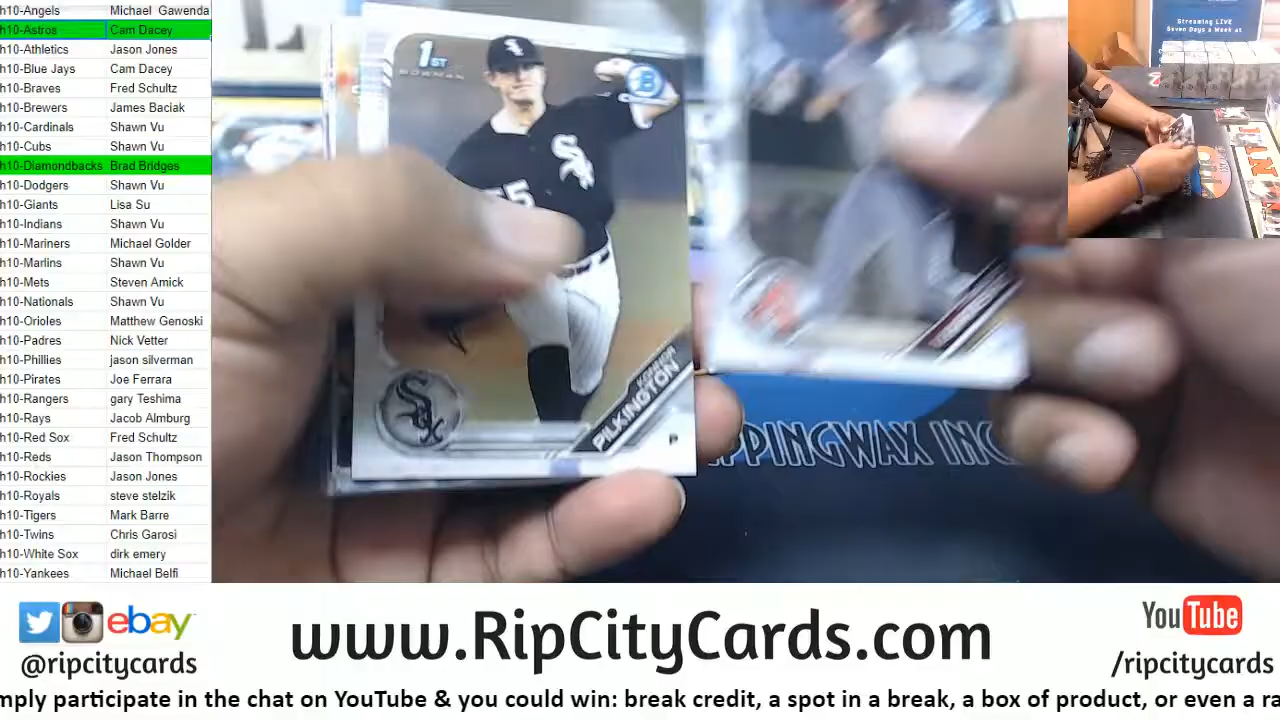 h10-Angels Michael Gawenda
h10-Astros Cam Dacey
h10-Athletics Jason Jones
h10-Blue Jays Cam Dacey
h10-Braves Fred Schultz
h10-Brewers James Baciak
h10-Cardinals Shawn Vu
h10-Cubs Shawn Vu
h10-Diamondbacks Brad Bridges
h10-Dodgers Shawn Vu
h10-Giants Lisa Su
h10-Indians Shawn Vu
h10-Mariners Michael Golder
h10-Marlins Shawn Vu
h10-Mets Steven Amick
h10-Nationals Shawn Vu
h10-Orioles Matthew Genoski
h10-Padres Nick Vetter
h10-Phillies jason silverman
h10-Pirates Joe Ferrara
h10-Rangers gary Teshima
h10-Rays Jacob Almburg
h10-Red Sox Fred Schultz
h10-Reds Jason Thompson
h10-Rockies Jason Jones
h10-Royals steve stelzik
h10-Tigers Mark Barre
h10-Twins Chris Garosi
h10-White Sox dirk emery
h10-Yankees Michael Belfi
1ST
BOWMAN
Sox
PILKINGTON
P
PPINGWAX INC
Streaming LIVE
Seven Days a Week at
ebay
@ripcitycards
www.RipCityCards.com
YouTube
/ripcitycards
mply participate in the chat on YouTube & you could win: break credit, a spot in a break, a box of product, or even a ra